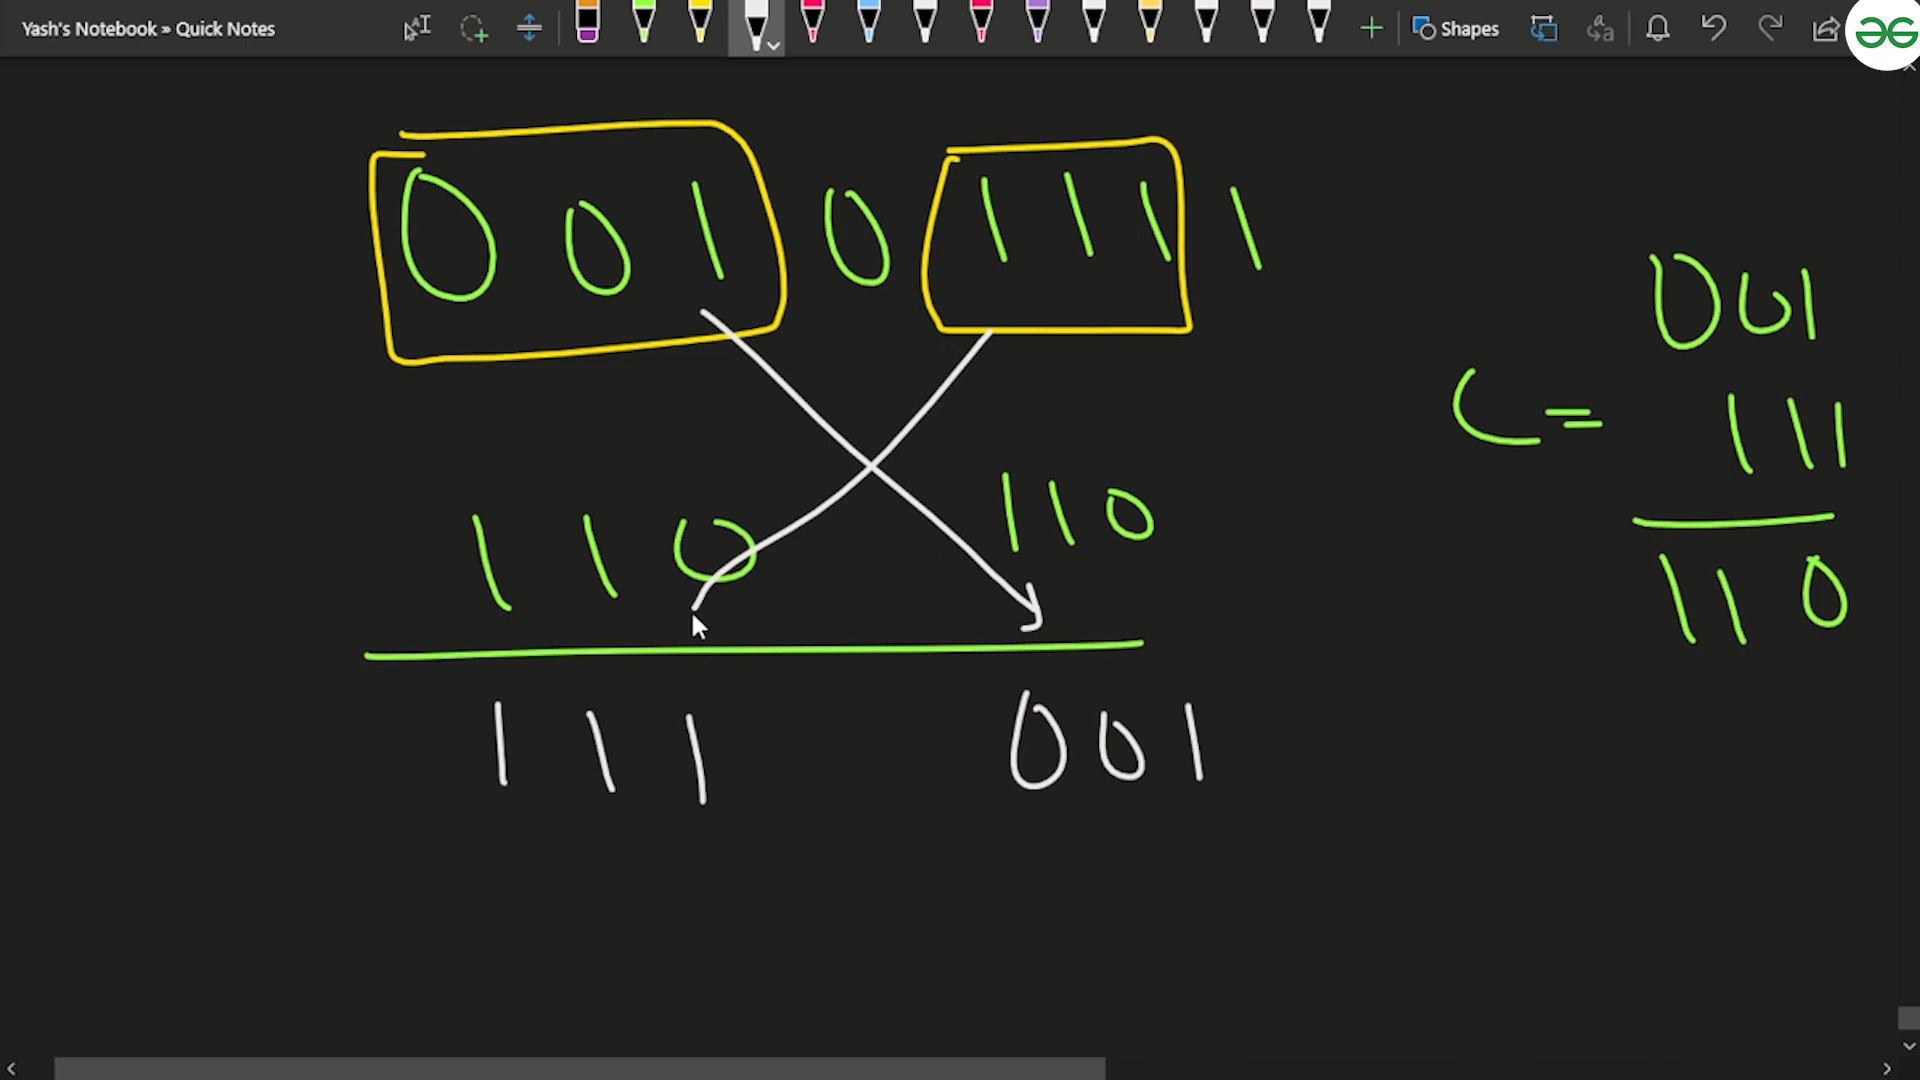 Yash's Notebook » Quick Notes
Shapes
0 0 1 0 1 1 1 1
0 0 1
C = 1 1 1
1 1 0 1 1 0
1 1 0
1 1 1 0 0 1